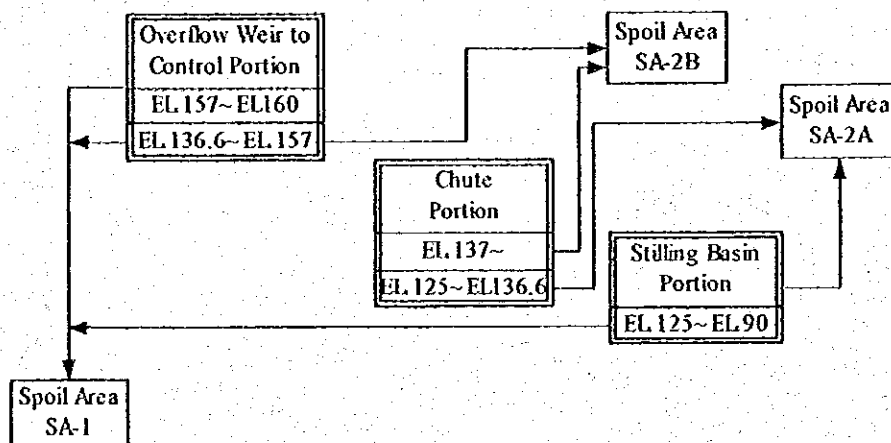 Overflow Weir to
Control Portion
EL.157~EL160
EL.136.6~EL.157
Spoil Area
SA-2B
Spoil Area
SA-2A
Chute
Portion
EL.137~
EL.125~EL136.6
Stilling Basin
Portion
EL.125~EL.90
Spoil Area
SA-1